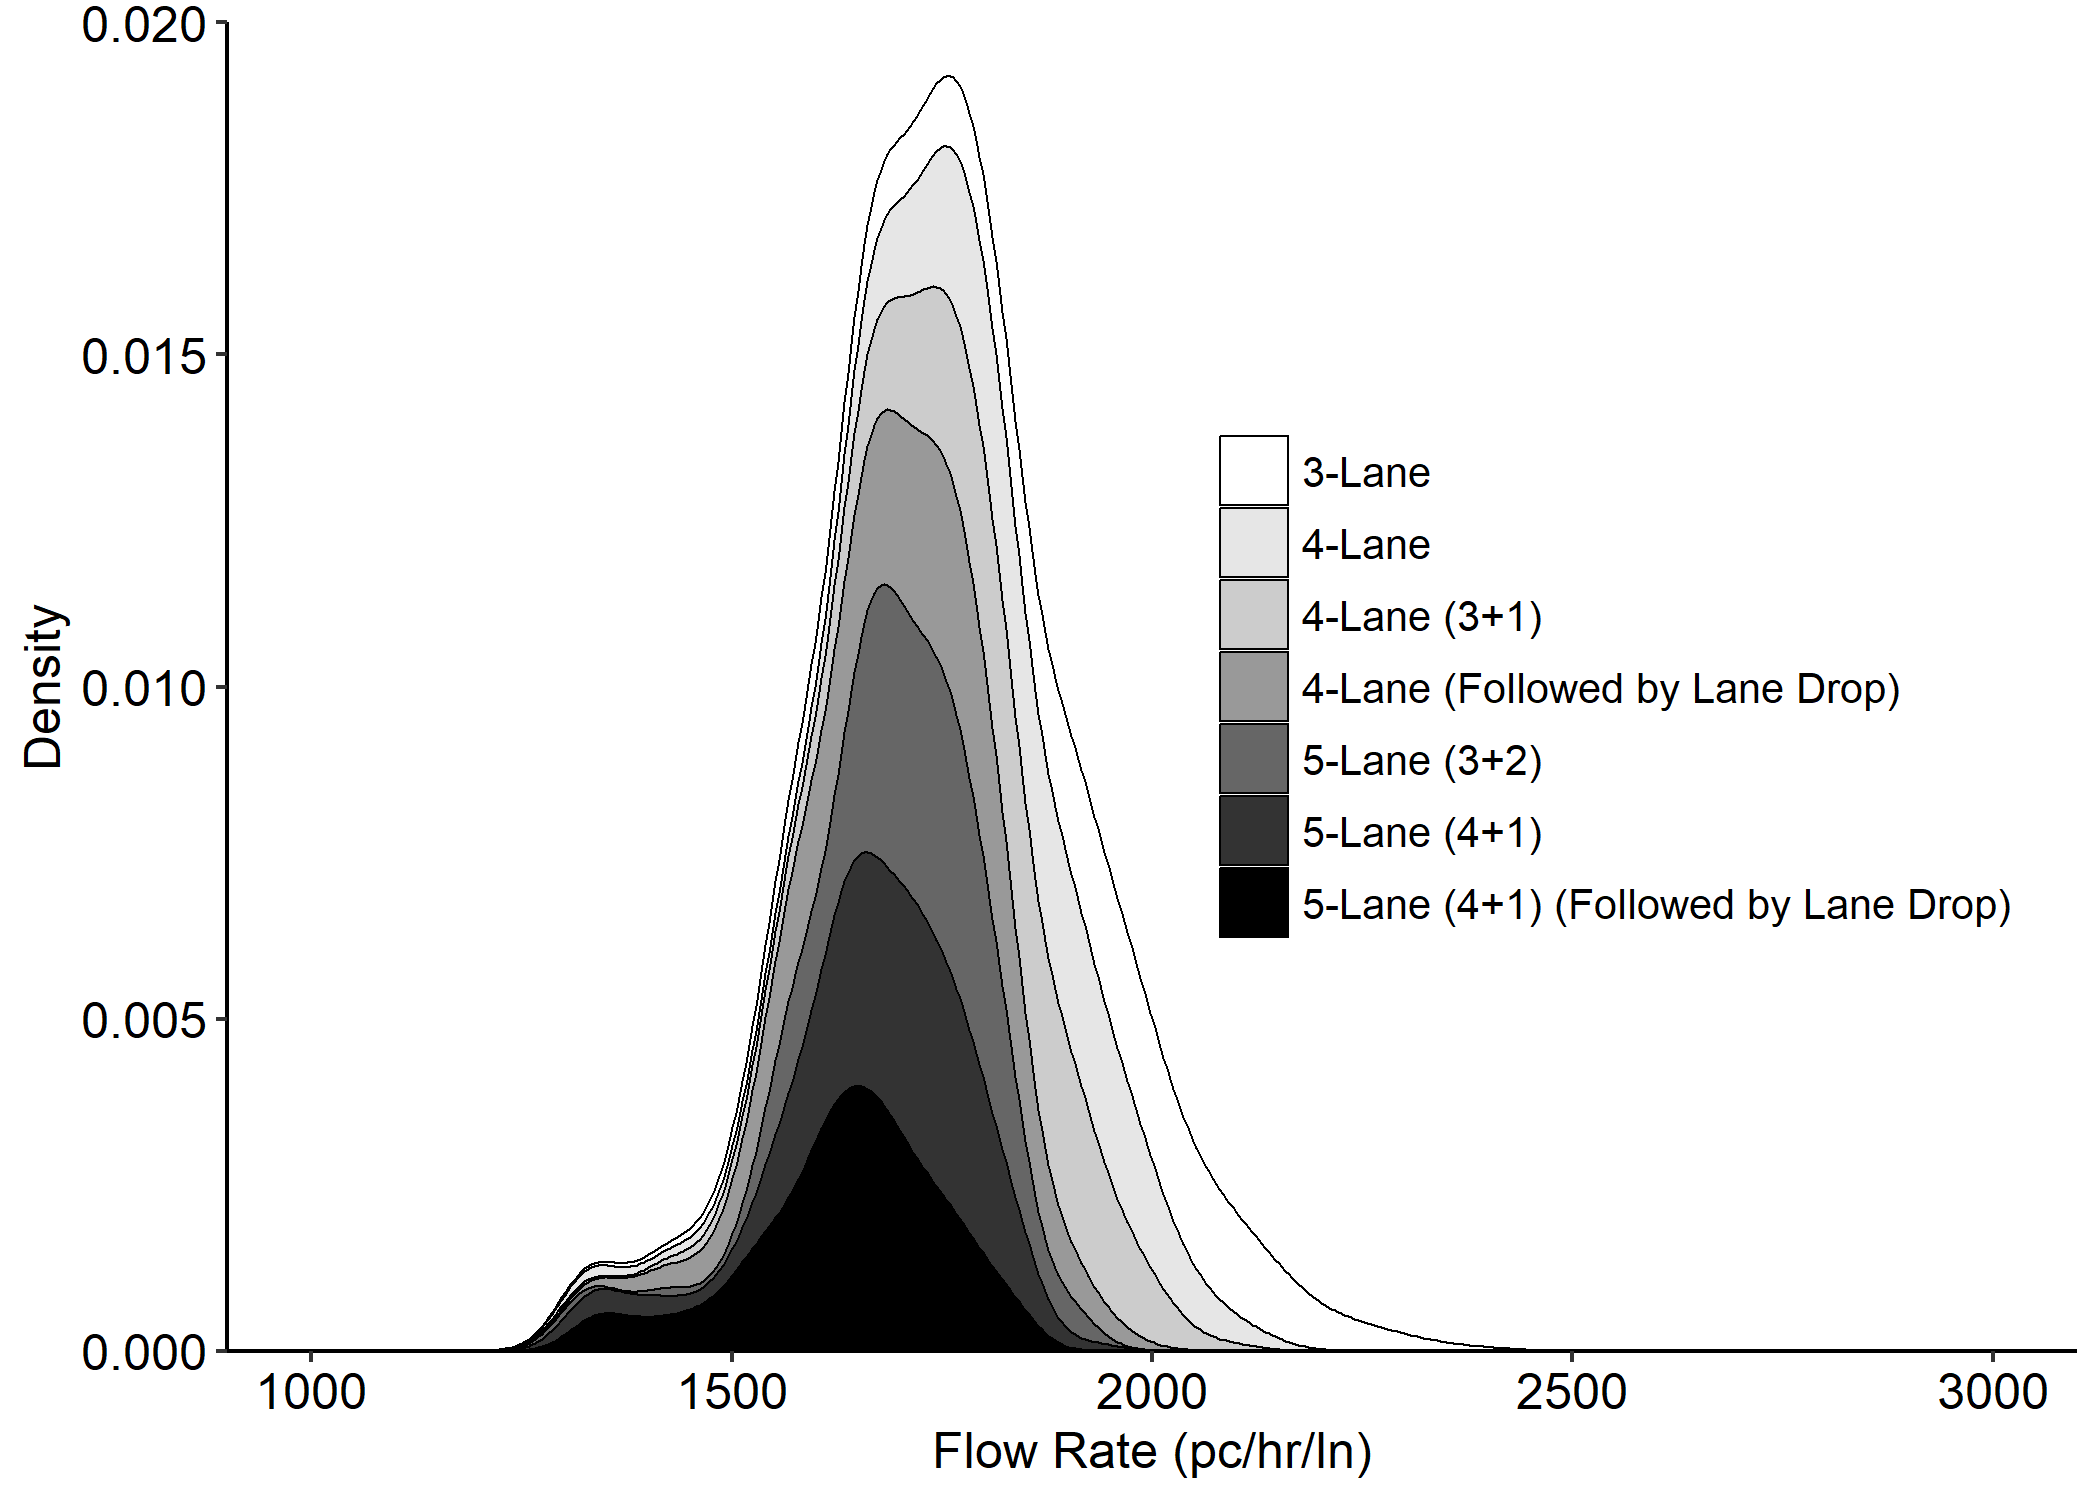 0.020
0.015
0.010
0.005
0.000
Density
1000
1500
2000
2500
3000
Flow Rate (pc/hr/ln)
3-Lane
4-Lane
4-Lane (3+1)
4-Lane (Followed by Lane Drop)
5-Lane (3+2)
5-Lane (4+1)
5-Lane (4+1) (Followed by Lane Drop)